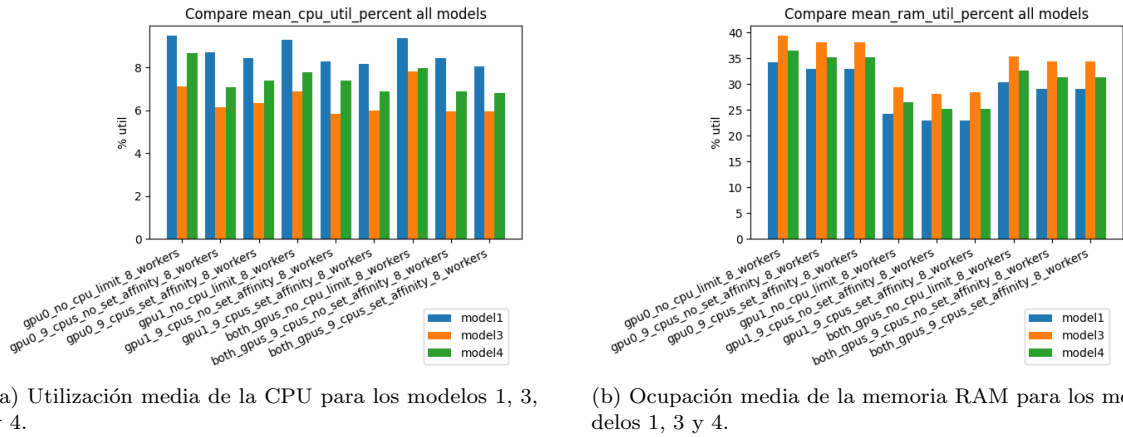 Compare mean_cpu_util_percent all models
% util
8
6
4
2
0
gpu0_no_cpu_limit_8_workers
gpu0_9_cpus_no_set_affinity_8_workers
gpu0_9_cpus_set_affinity_8_workers
gpu1_no_cpu_limit_8_workers
gpu1_9_cpus_no_set_affinity_8_workers
gpu1_9_cpus_set_affinity_8_workers
both_gpus_no_cpu_limit_8_workers
both_gpus_9_cpus_no_set_affinity_8_workers
both_gpus_9_cpus_set_affinity_8_workers
model1
model3
model4
a) Utilización media de la CPU para los modelos 1, 3,
y 4.
Compare mean_ram_util_percent all models
% util
40
35
30
25
20
15
10
5
0
gpu0_no_cpu_limit_8_workers
gpu0_9_cpus_no_set_affinity_8_workers
gpu0_9_cpus_set_affinity_8_workers
gpu1_no_cpu_limit_8_workers
gpu1_9_cpus_no_set_affinity_8_workers
gpu1_9_cpus_set_affinity_8_workers
both_gpus_no_cpu_limit_8_workers
both_gpus_9_cpus_no_set_affinity_8_workers
both_gpus_9_cpus_set_affinity_8_workers
model1
model3
model4
(b) Ocupación media de la memoria RAM para los mo
delos 1, 3 y 4.